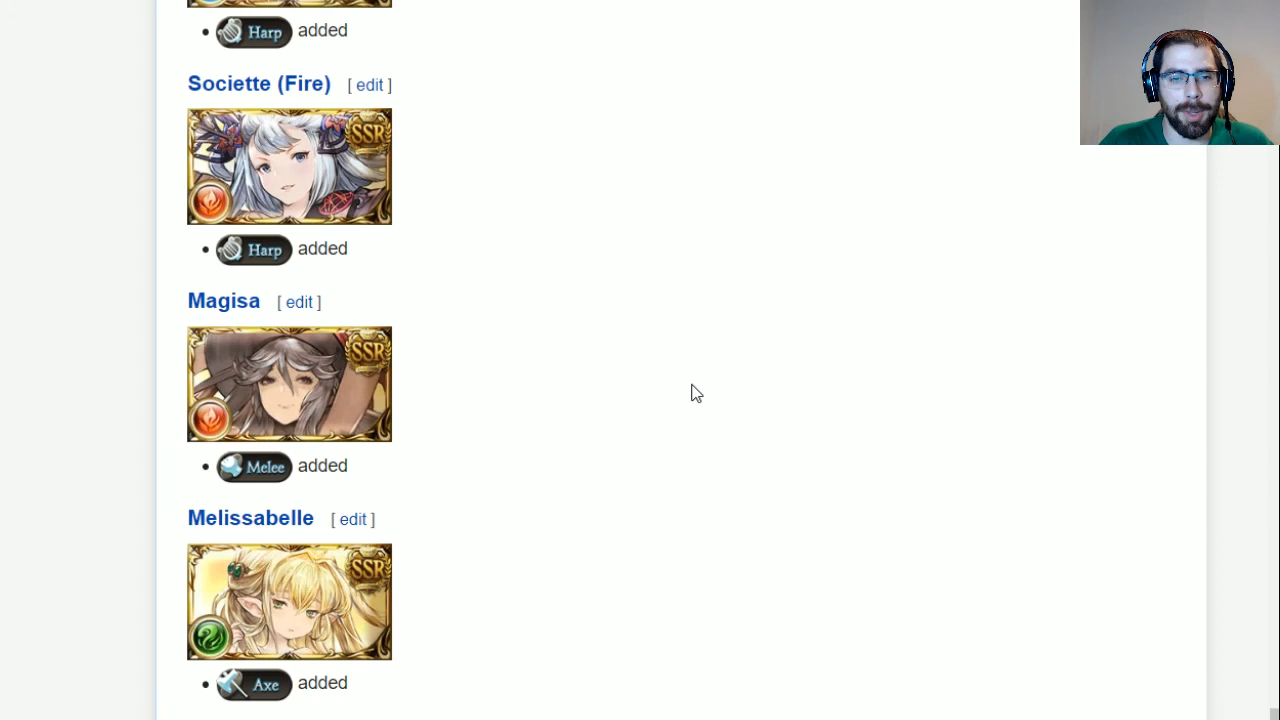 Harp added
Societte (Fire) [ edit ]
SSR
Harp added
Magisa [ edit ]
SSR
Melee added
Melissabelle [ edit ]
SSR
Axe added